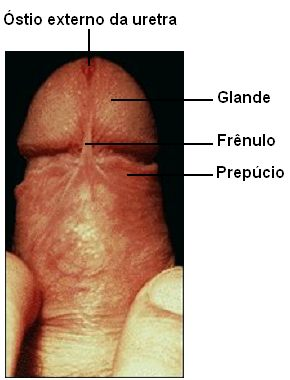 Óstio externo da uretra
Glande
Frênulo
Prepúcio